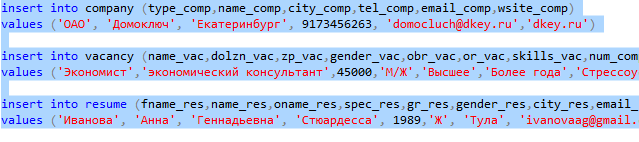 insert into company (type_comp,name_comp,city_comp,tel_comp,email_comp,wsite_comp)
values ('ОАО', 'Домоключ', 'Екатеринбург', 9173456263, 'domocluch@dkey.ru','dkey.ru')
insert into vacancy (name_vac,dolzn_vac,zp_vac,gender_vac,obr_vac,or_vac,skills_vac,num_com
values ('Экономист','экономический консультант',45000,'М/Ж','Высшее','Более года','Стрессоу
insert into resume (fname_res,name_res,oname_res,spec_res,gr_res,gender_res,city_res,email_
values ('Иванова', 'Анна', 'Геннадьевна', 'Стюардесса', 1989,'Ж', 'Тула', 'ivanovaag@gmail.